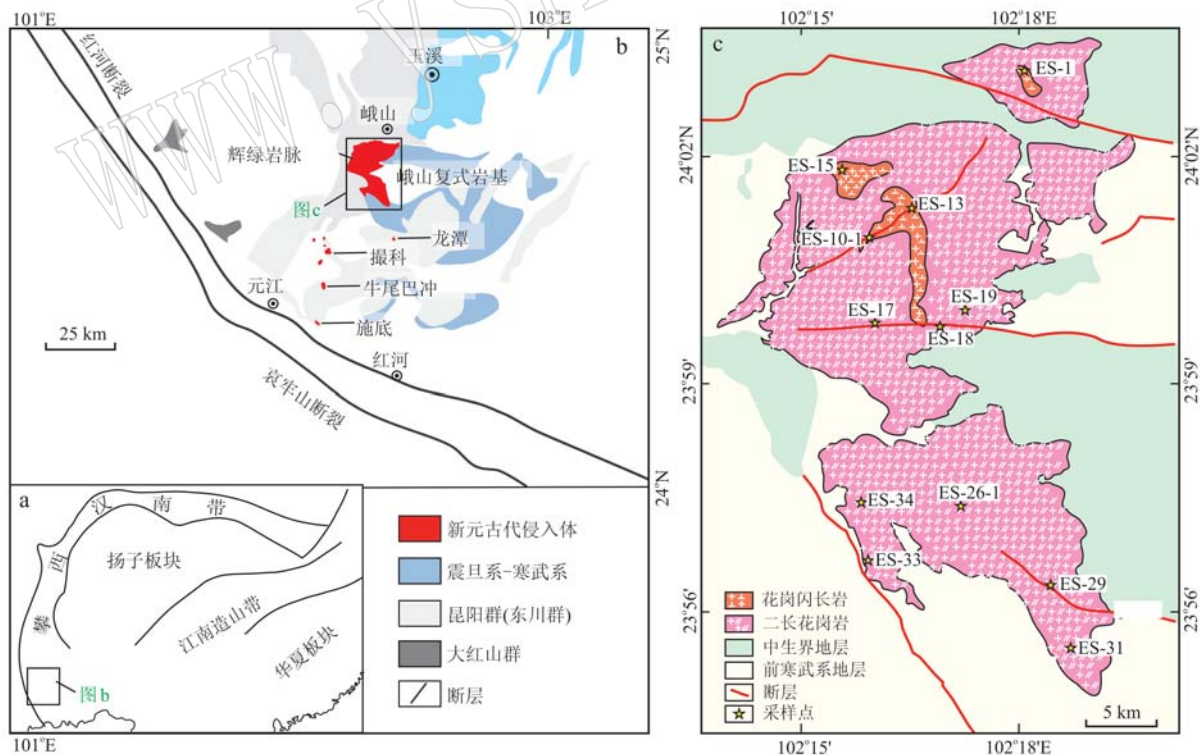 101°E
103°E
25°N
b
玉溪
红河断裂
峨山
辉绿岩脉
峨山复式岩基
图c
龙潭
撮科
元江
牛尾巴冲
25 km
施底
红河
哀牢山断裂
24°N
a
汉南带
攀西
扬子板块
江南造山带
华夏板块
图b
101°E
新元古代侵入体
震旦系-寒武系
昆阳群(东川群)
大红山群
断层
102°15'
102°18'E
c
ES-1
24°02'N
24°02'N
ES-15
ES-13
ES-10-1
ES-19
ES-17
ES-18
23°59'
23°59'
ES-34
ES-26-1
ES-33
ES-29
23°56'
23°56'
ES-31
花岗闪长岩
二长花岗岩
中生界地层
前寒武系地层
断层
采样点
5 km
102°15'
102°18'E